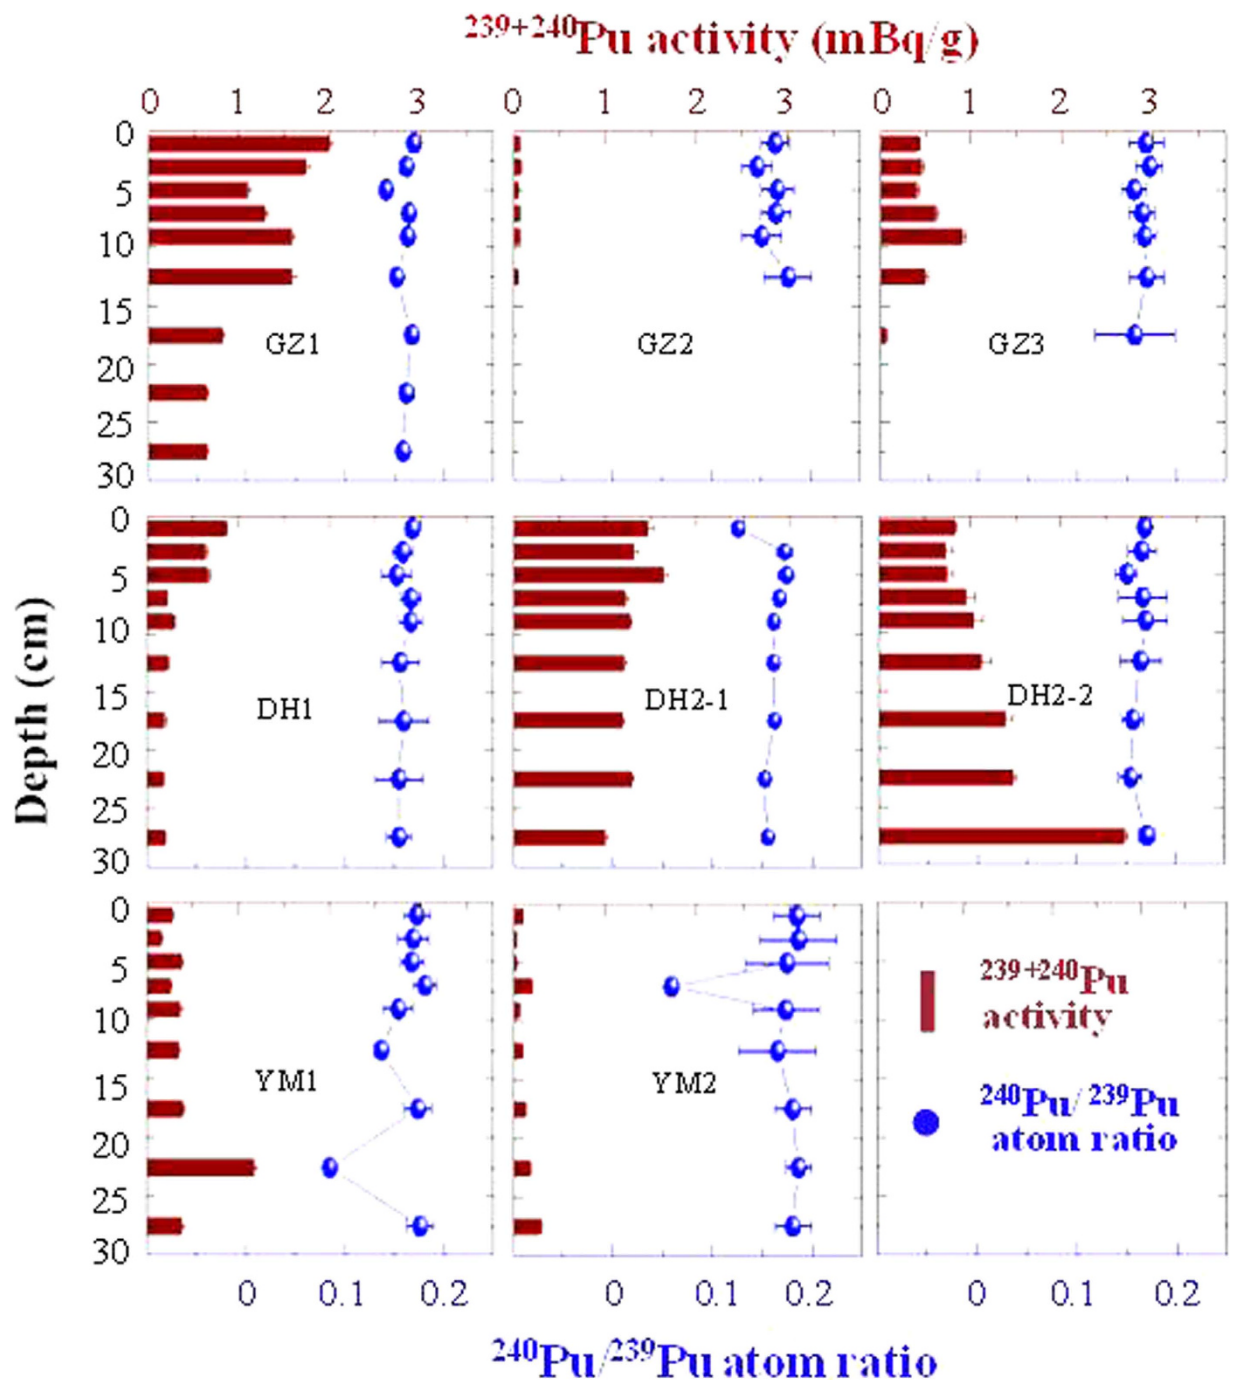 ²³⁹⁺²⁴⁰Pu activity (mBq/g)
0 1 2 3 0 1 2 3 0 1 2 3
0
5
10
15
20
25
30
GZ1 GZ2 GZ3
0
5
10
15
20
25
30
DH1 DH2-1 DH2-2
0
5
10
15
20
25
30
YM1 YM2
Depth (cm)
²³⁹⁺²⁴⁰Pu
activity
²⁴⁰Pu/²³⁹Pu
atom ratio
0 0.1 0.2 0 0.1 0.2 0 0.1 0.2
²⁴⁰Pu/²³⁹Pu atom ratio